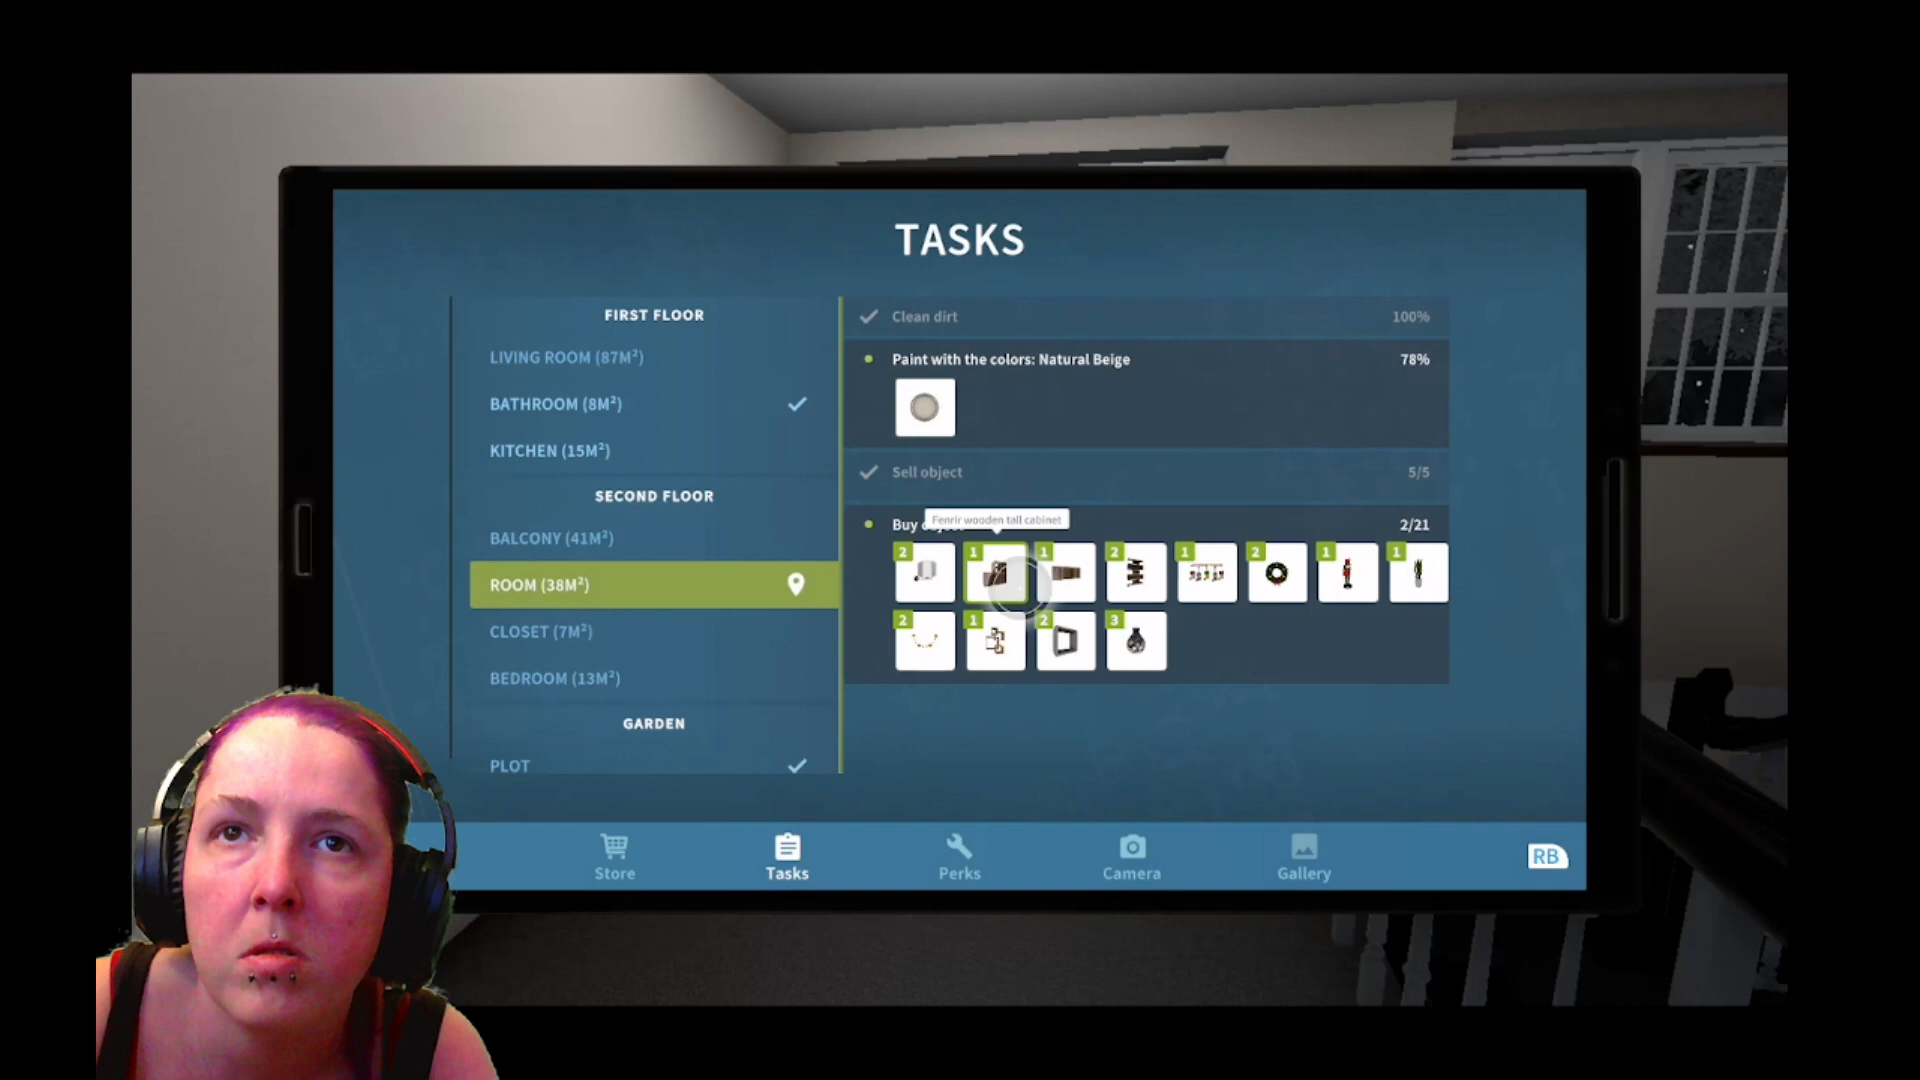 TASKS
FIRST FLOOR
LIVING ROOM (87M²)
BATHROOM (8M²)
KITCHEN (15M²)
SECOND FLOOR
BALCONY (41M²)
ROOM (38M²)
CLOSET (7M²)
BEDROOM (13M²)
GARDEN
PLOT
Clean dirt 100%
Paint with the colors: Natural Beige 78%
Sell object 5/5
Fenrir wooden tall cabinet
Buy 2/21
2 1 1 2 1 2 1 1
2 1 2 3
Store Tasks Perks Camera Gallery RB